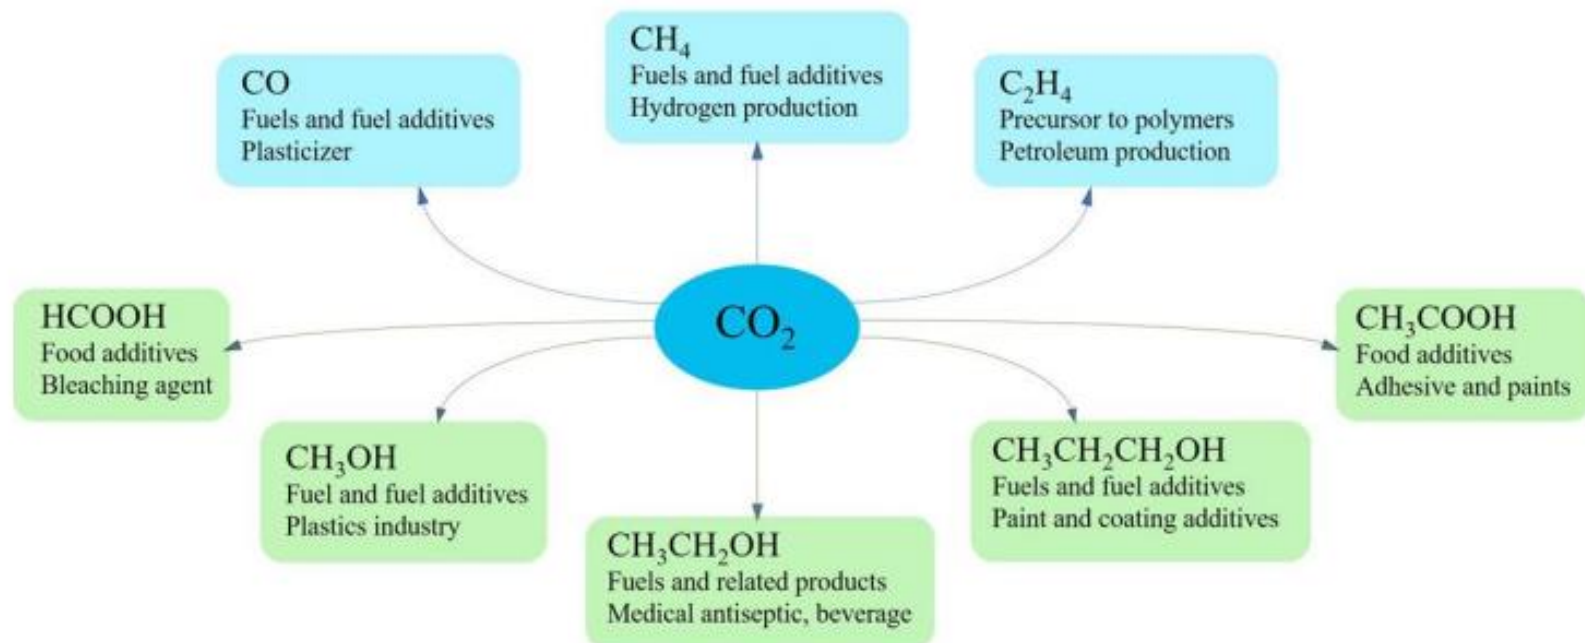 CH₄
Fuels and fuel additives
Hydrogen production
CO
Fuels and fuel additives
Plasticizer
C₂H₄
Precursor to polymers
Petroleum production
CO₂
HCOOH
Food additives
Bleaching agent
CH₃COOH
Food additives
Adhesive and paints
CH₃OH
Fuel and fuel additives
Plastics industry
CH₃CH₂CH₂OH
Fuels and fuel additives
Paint and coating additives
CH₃CH₂OH
Fuels and related products
Medical antiseptic, beverage